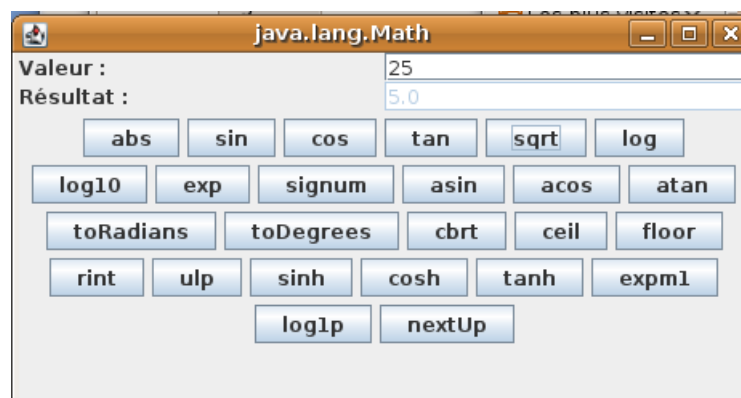 java.lang.Math
Valeur : 25
Résultat : 5.0
abs sin cos tan sqrt log
log10 exp signum asin acos atan
toRadians toDegrees cbrt ceil floor
rint ulp sinh cosh tanh expm1
log1p nextUp